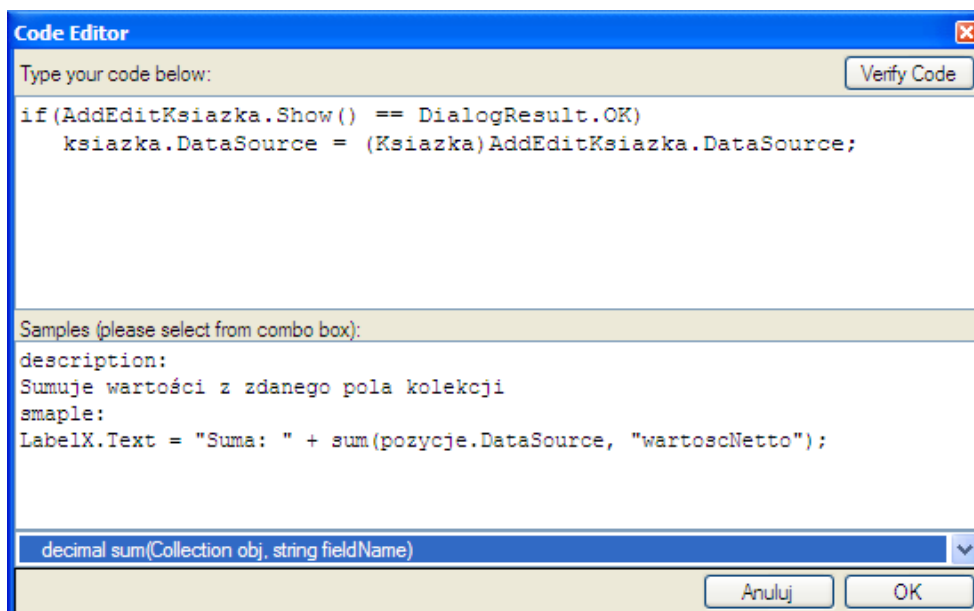 Code Editor
Type your code below:
Verify Code
if(AddEditKsiazka.Show() == DialogResult.OK)
ksiazka.DataSource = (Ksiazka)AddEditKsiazka.DataSource;
Samples (please select from combo box):
description:
Sumuje wartości z zdanego pola kolekcji
smaple:
LabelX.Text = "Suma: " + sum(pozycje.DataSource, "wartoscNetto");
decimal sum(Collection obj, string fieldName)
Anuluj
OK